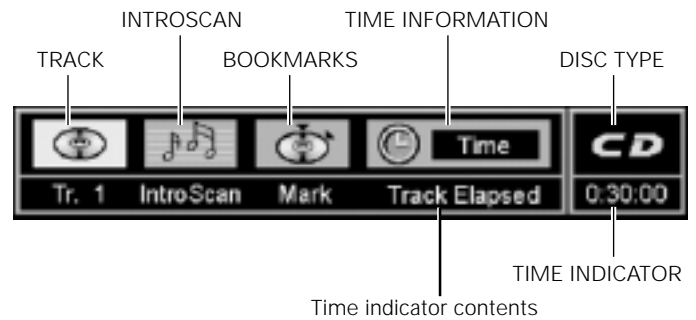 INTROSCAN TIME INFORMATION
TRACK BOOKMARKS DISC TYPE
Time CD
Tr. 1 IntroScan Mark Track Elapsed 0:30:00
TIME INDICATOR
Time indicator contents